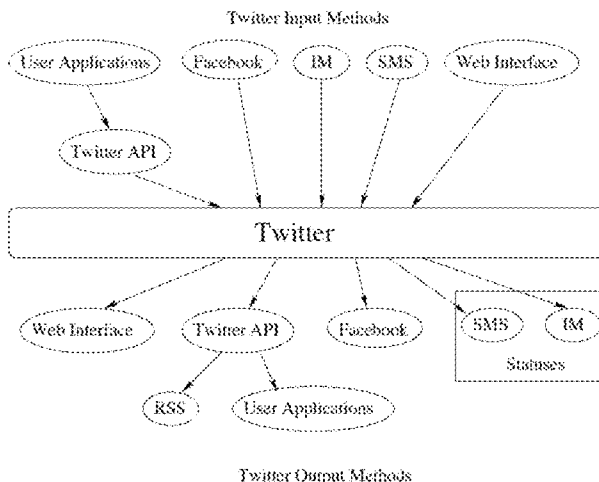 Twitter Input Methods
User Applications Facebook IM SMS Web Interface
Twitter API
Twitter
Web Interface Twitter API Facebook SMS IM
Statuses
RSS User Applications
Twitter Output Methods